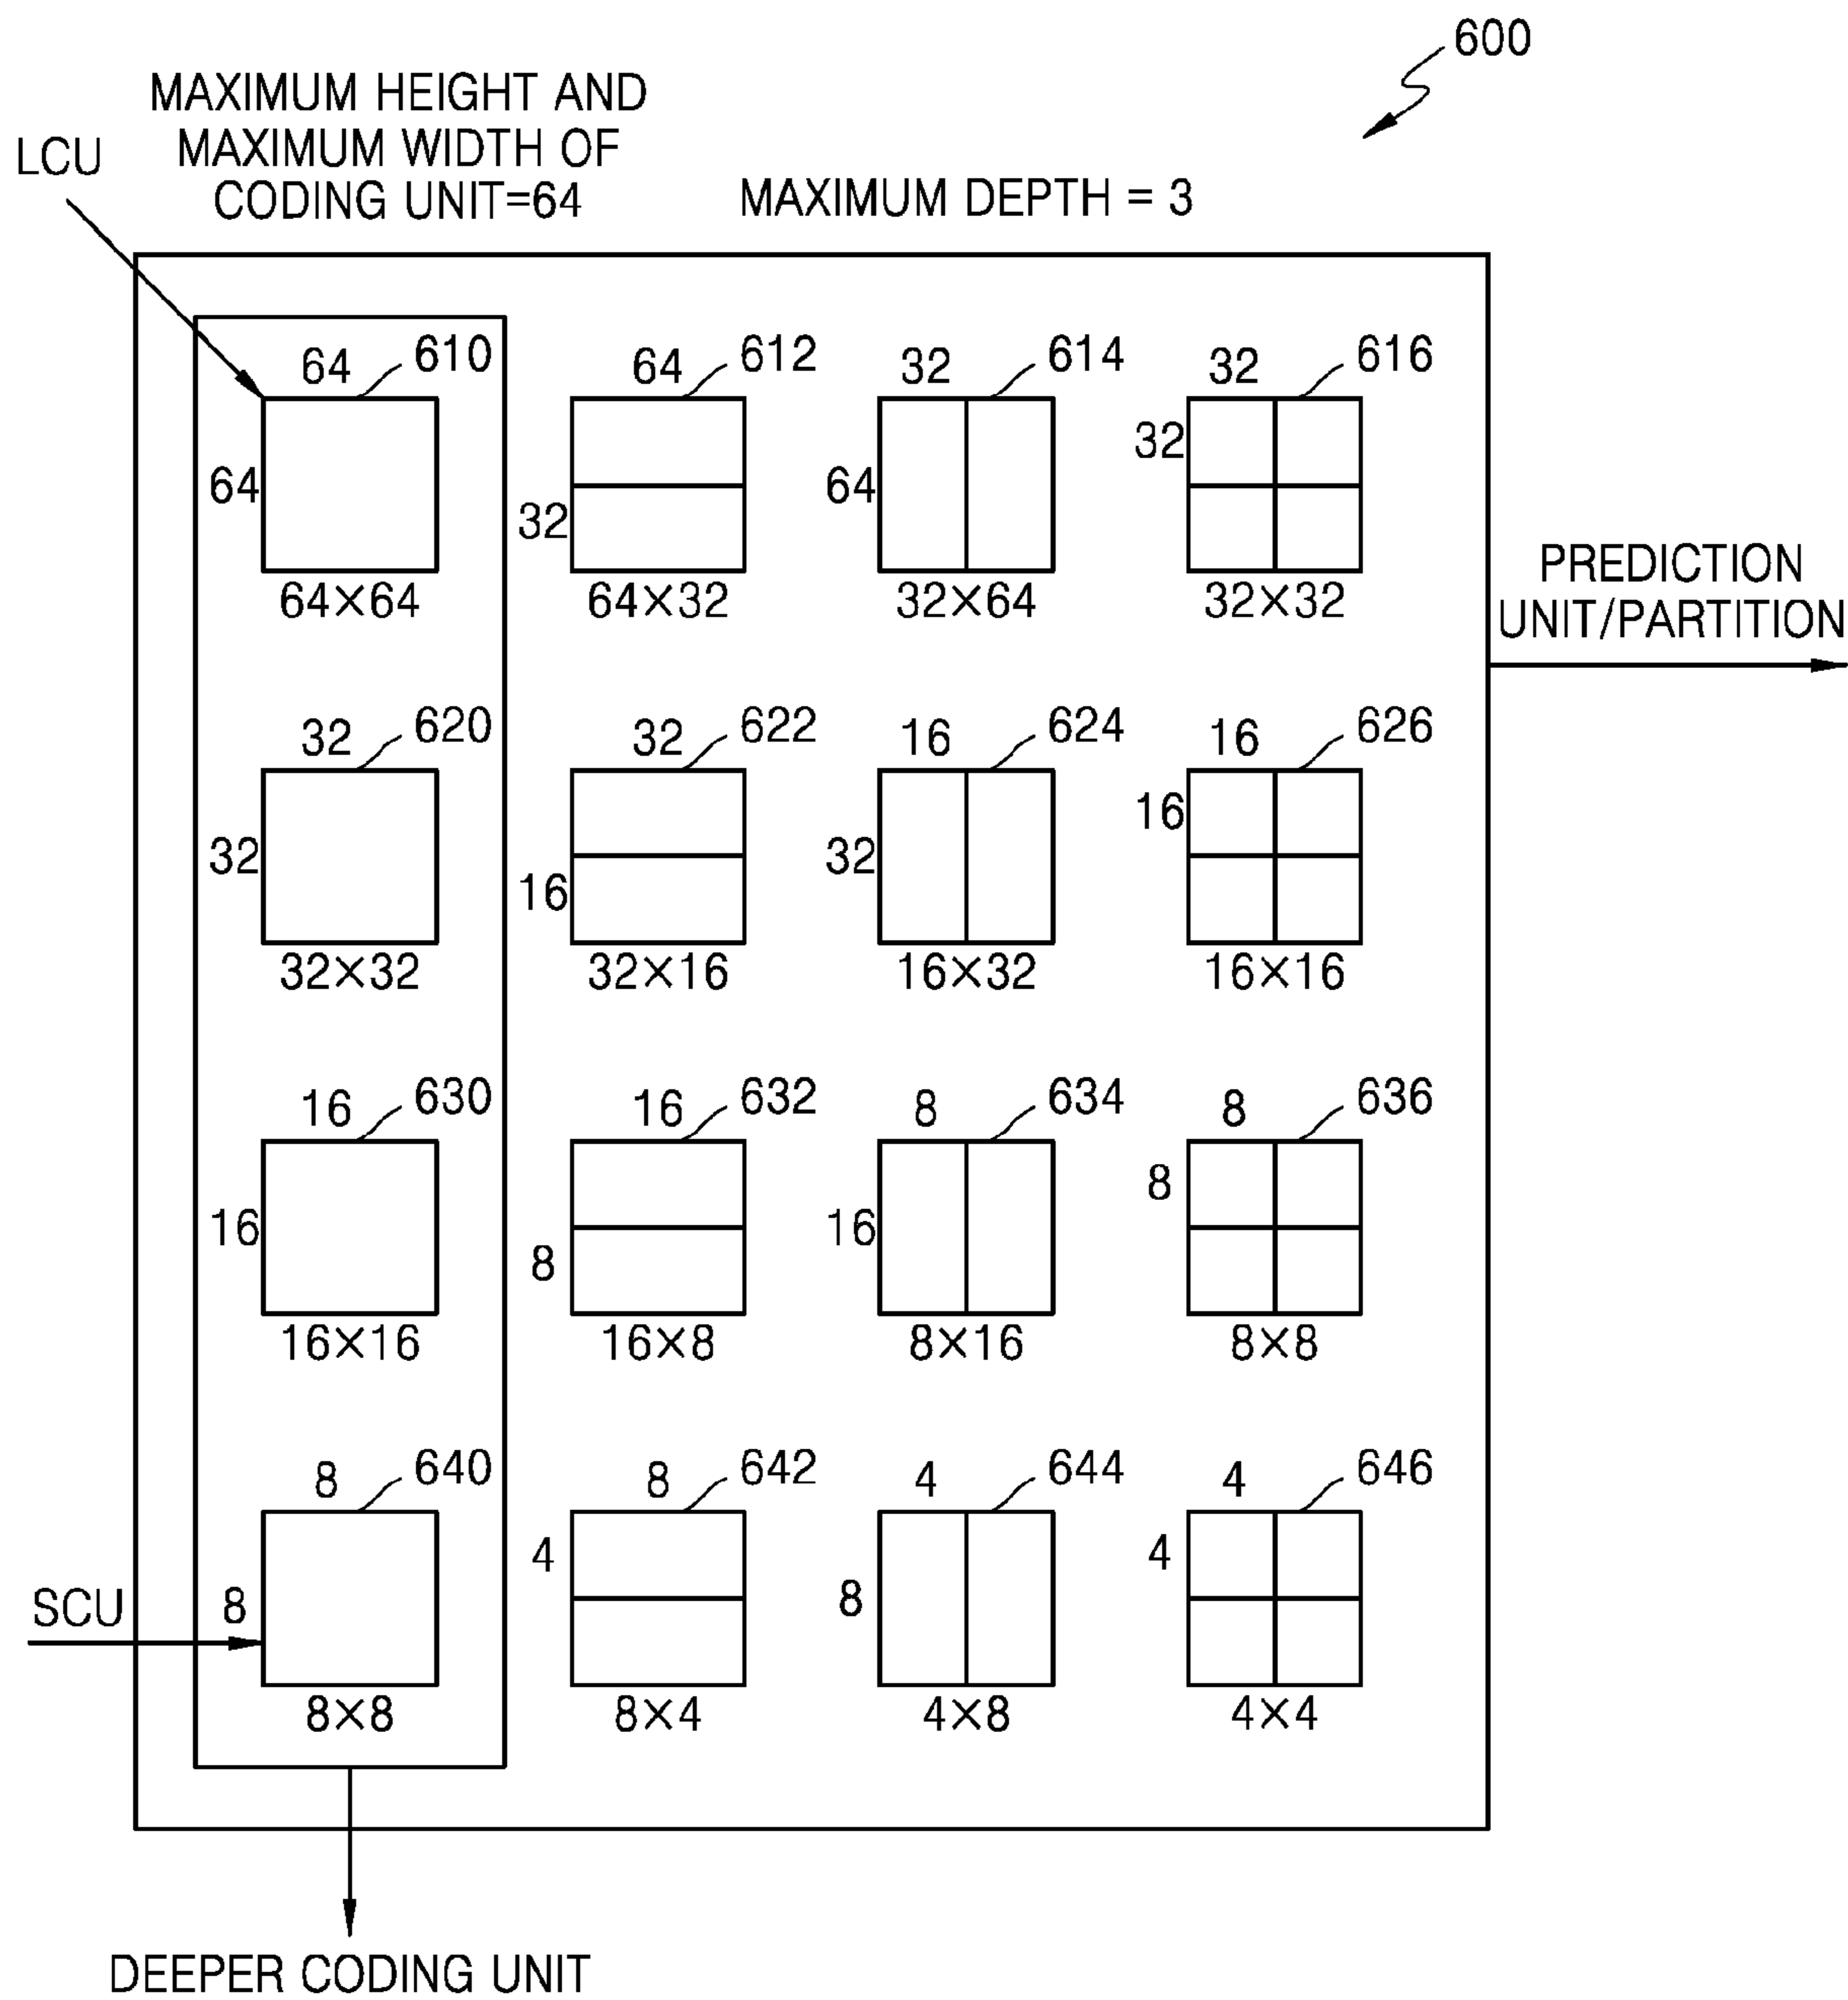 600
MAXIMUM HEIGHT AND
MAXIMUM WIDTH OF
CODING UNIT=64
LCU
MAXIMUM DEPTH = 3
64 610 64 612 32 614 32 616
64 32 64 32
64×64 64×32 32×64 32×32
PREDICTION
UNIT/PARTITION
32 620 32 622 16 624 16 626
32 16 32 16
32×32 32×16 16×32 16×16
16 630 16 632 8 634 8 636
16 8 16 8
16×16 16×8 8×16 8×8
8 640 8 642 4 644 4 646
8 4 8 4
SCU
8×8 8×4 4×8 4×4
DEEPER CODING UNIT